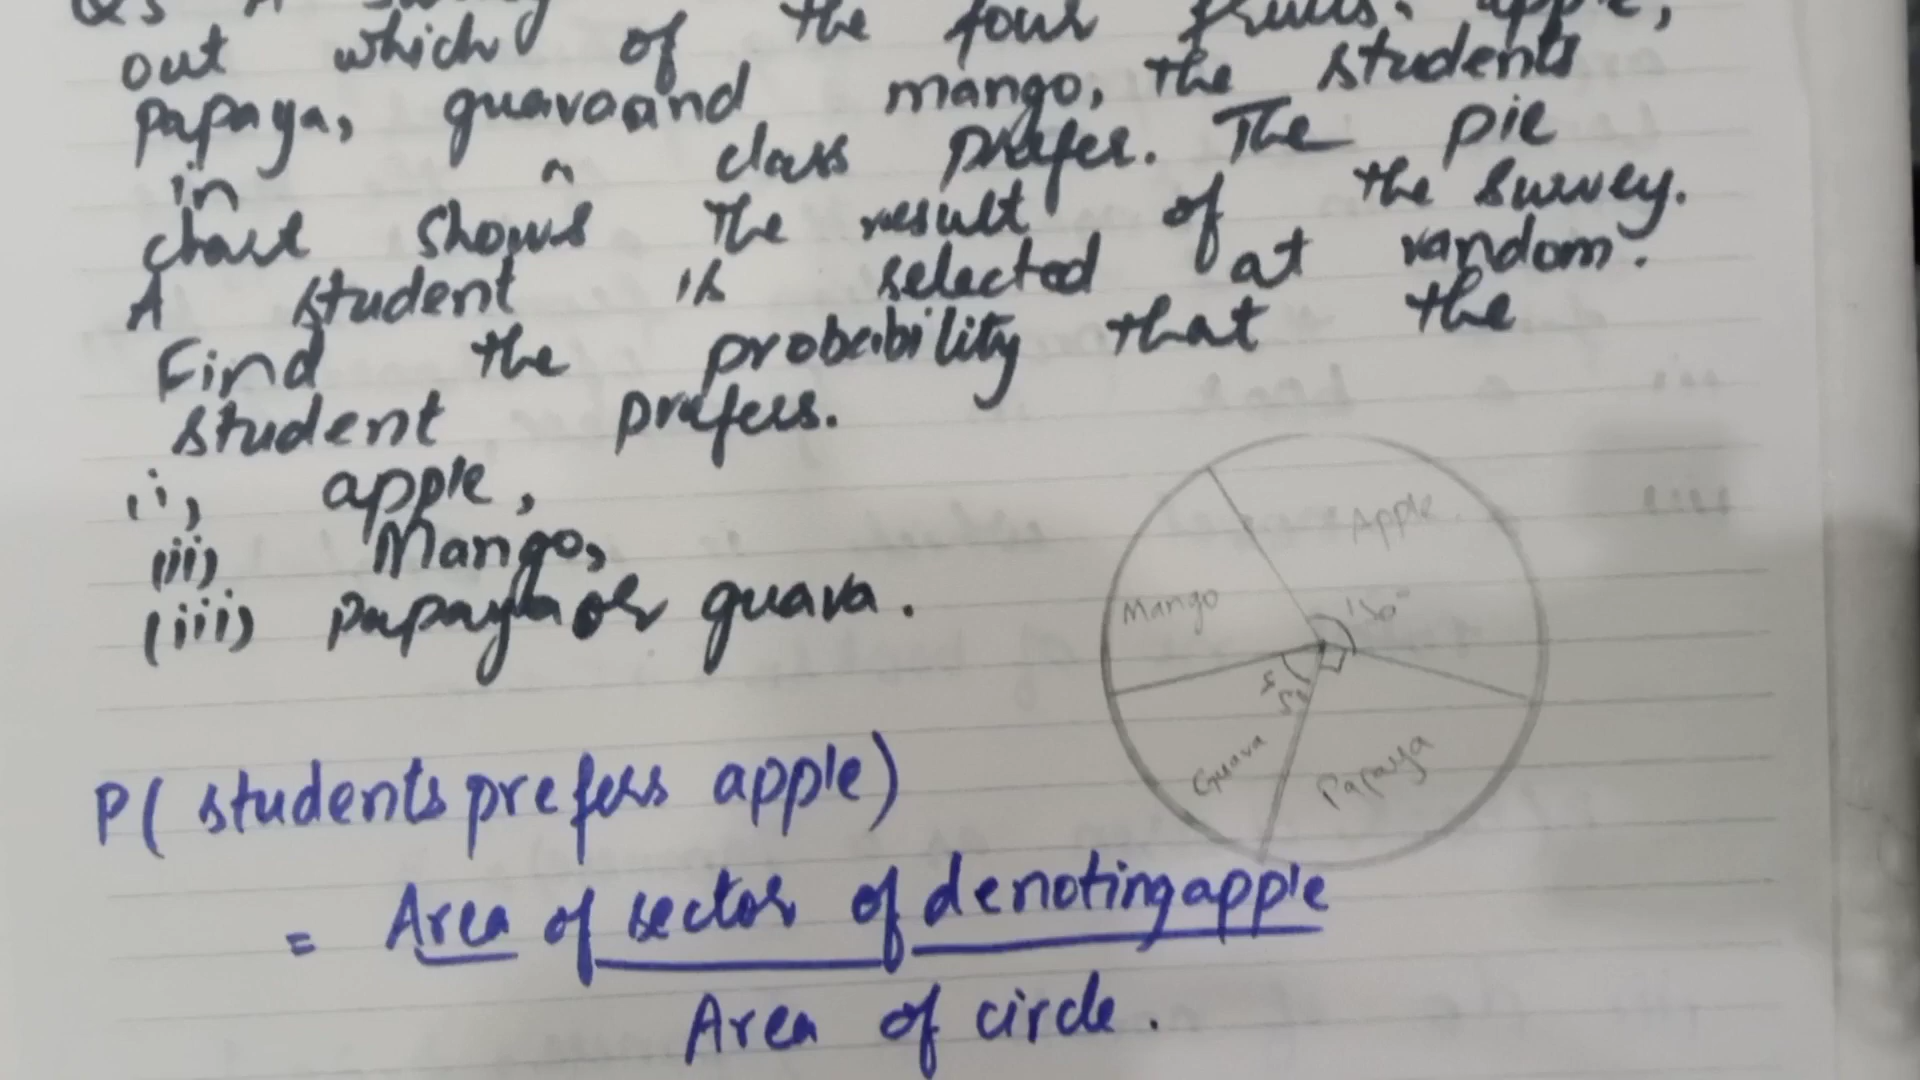 out which of the four fruits. apple,
papaya, guava and mango, the students
in a class prefer. The pie
chart shows the result of the survey.
A student is selected at random.
Find the probability that the
student prefers.
(i), apple,
(ii) Mango,
(iii) Papaya or guava.
Apple
150°
Mango
Guava
Papaya
P( students prefers apple)
= Area of sector of denoting apple
Area of circle.